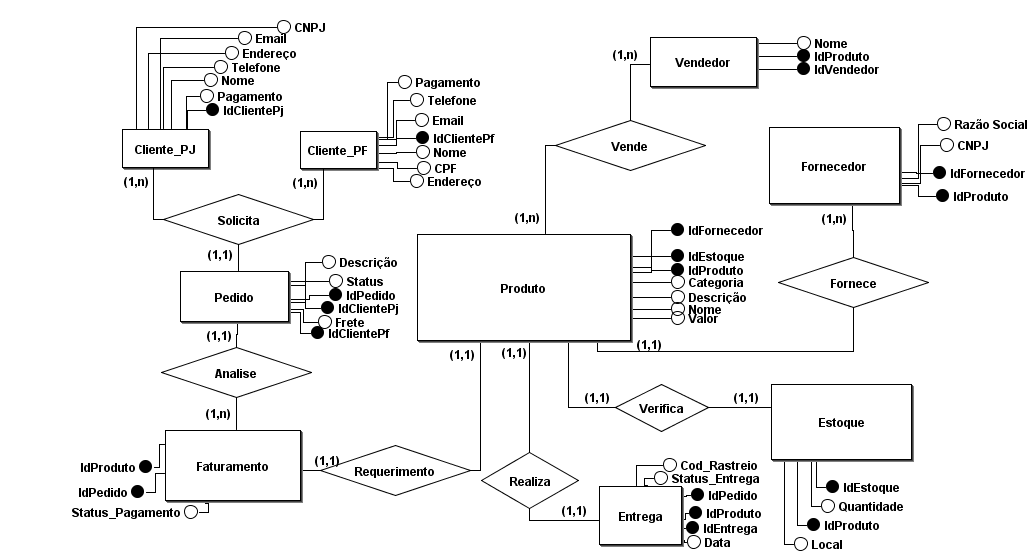 CNPJ
Email
Endereço
Telefone
Nome
Pagamento
IdClientePj
Cliente_PJ
(1,n)
Pagamento
Telefone
Email
IdClientePf
Nome
CPF
Endereço
Cliente_PF
(1,n)
Solicita
(1,1)
Pedido
Descrição
Status
IdPedido
IdClientePj
Frete
IdClientePf
(1,1)
Analise
(1,n)
Faturamento
IdProduto
IdPedido
Status_Pagamento
(1,1)
Requerimento
(1,1)
Vendedor
Nome
IdProduto
IdVendedor
(1,n)
Vende
(1,n)
Produto
IdFornecedor
IdEstoque
IdProduto
Categoria
Descrição
Nome
Valor
Fornecedor
Razão Social
CNPJ
IdFornecedor
IdProduto
(1,n)
Fornece
(1,1)
(1,1)
Verifica
(1,1)
Estoque
IdEstoque
Quantidade
IdProduto
Local
(1,1)
Realiza
(1,1)
Entrega
Cod_Rastreio
Status_Entrega
IdPedido
IdProduto
IdEntrega
Data